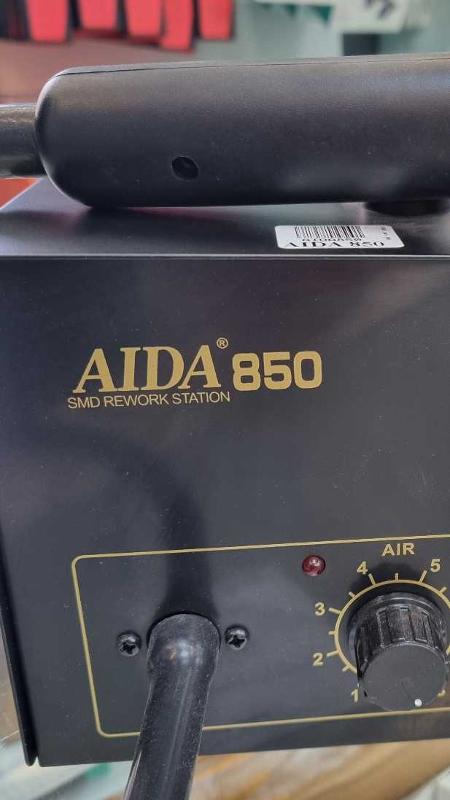 AIDA 850
AIDA® 850
SMD REWORK STATION
AIR
4 5
3
2
1